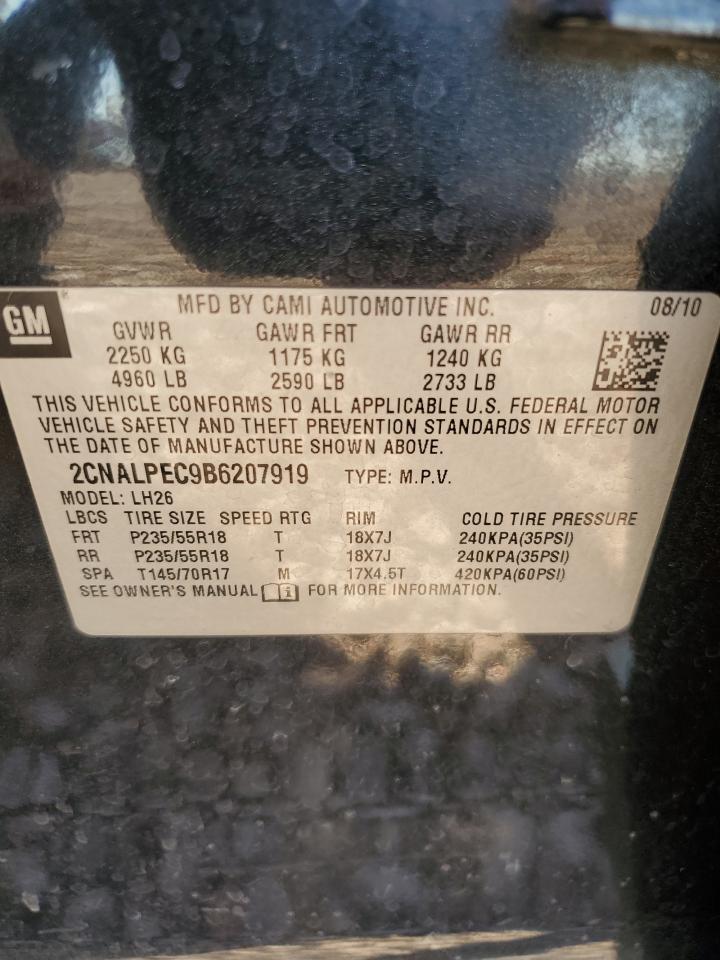 GM MFD BY CAMI AUTOMOTIVE INC. 08/10
GVWR GAWR FRT GAWR RR
2250 KG 1175 KG 1240 KG
4960 LB 2590 LB 2733 LB
THIS VEHICLE CONFORMS TO ALL APPLICABLE U.S. FEDERAL MOTOR
VEHICLE SAFETY AND THEFT PREVENTION STANDARDS IN EFFECT ON
THE DATE OF MANUFACTURE SHOWN ABOVE.
2CNALPEC9B6207919 TYPE: M.P.V.
MODEL: LH26
LBCS TIRE SIZE SPEED RTG RIM COLD TIRE PRESSURE
FRT P235/55R18 T 18X7J 240KPA(35PSI)
RR P235/55R18 T 18X7J 240KPA(35PSI)
SPA T145/70R17 M 17X4.5T 420KPA(60PSI)
SEE OWNER'S MANUAL FOR MORE INFORMATION.